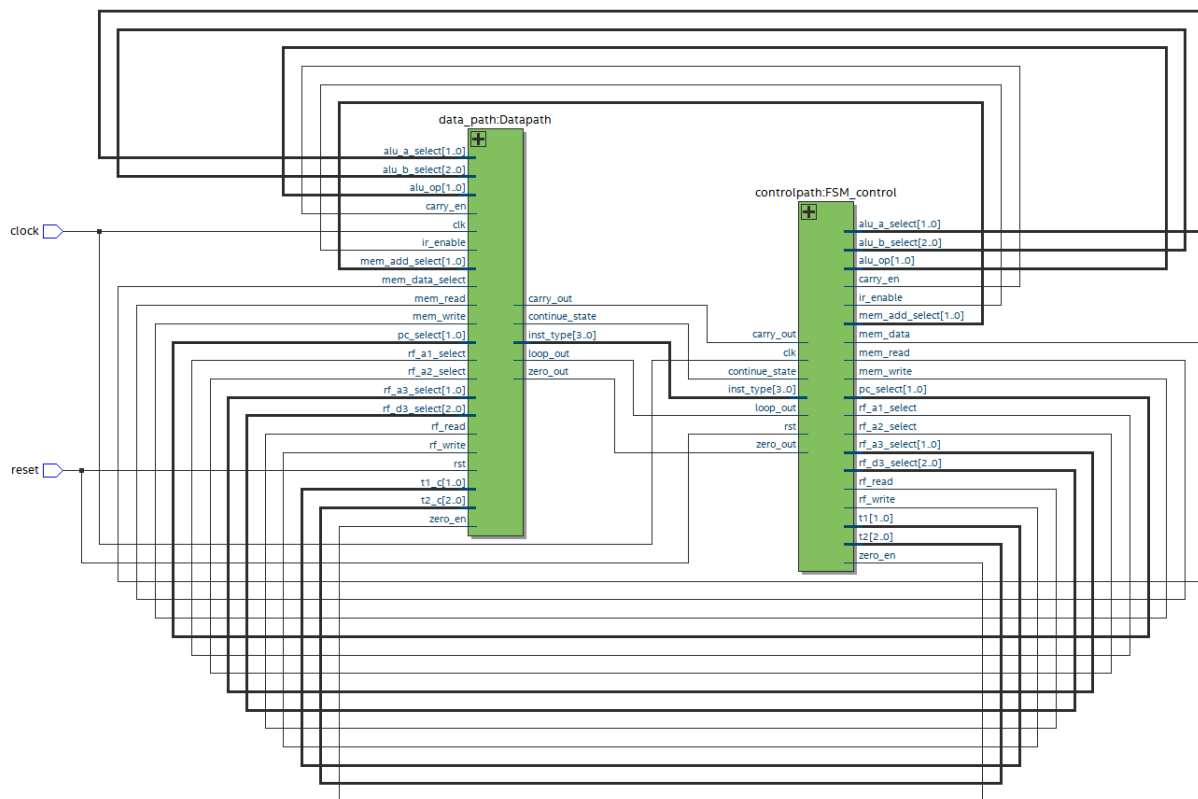 data_path:Datapath
alu_a_select[1..0]
alu_b_select[2..0]
alu_op[1..0]
carry_en
clk
ir_enable
mem_add_select[1..0]
mem_data_select
mem_read
mem_write
pc_select[1..0]
rf_a1_select
rf_a2_select
rf_a3_select[1..0]
rf_d3_select[2..0]
rf_read
rf_write
rst
t1_c[1..0]
t2_c[2..0]
zero_en
carry_out
continue_state
inst_type[3..0]
loop_out
zero_out
clock
reset
controlpath:FSM_control
carry_out
clk
continue_state
inst_type[3..0]
loop_out
rst
zero_out
alu_a_select[1..0]
alu_b_select[2..0]
alu_op[1..0]
carry_en
ir_enable
mem_add_select[1..0]
mem_data
mem_read
mem_write
pc_select[1..0]
rf_a1_select
rf_a2_select
rf_a3_select[1..0]
rf_d3_select[2..0]
rf_read
rf_write
t1[1..0]
t2[2..0]
zero_en